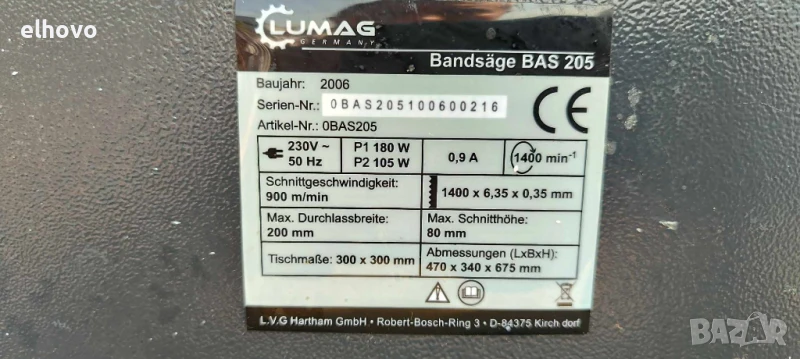 elhovo
LUMAG
GERMANY
Bandsäge BAS 205
Baujahr: 2006
Serien-Nr.: 0BAS205100600216
Artikel-Nr.: 0BAS205
CE
230V ~ 50 Hz
P1 180 W
P2 105 W
0,9 A
1400 min-1
Schnittgeschwindigkeit:
900 m/min
1400 x 6,35 x 0,35 mm
Max. Durchlassbreite:
200 mm
Max. Schnitthöhe:
80 mm
Tischmaße: 300 x 300 mm
Abmessungen (LxBxH):
470 x 340 x 675 mm
L.V.G Hartham GmbH • Robert-Bosch-Ring 3 • D-84375 Kirch dorf
BAZAR